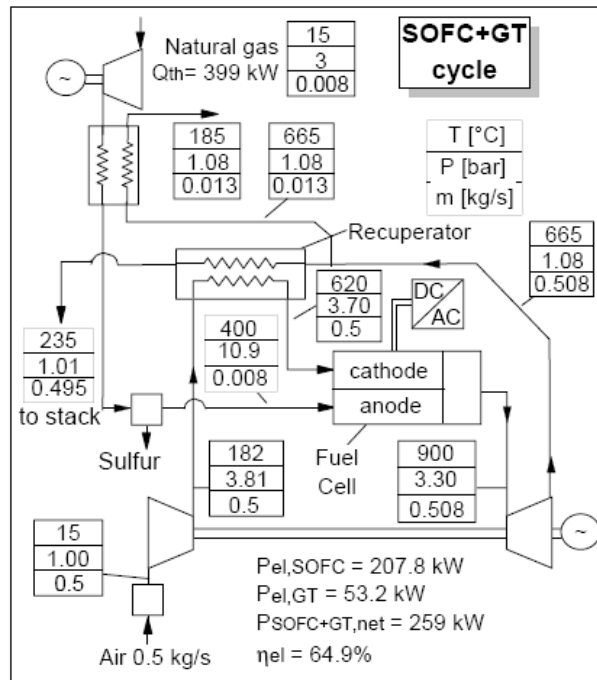 Natural gas
Qth= 399 kW
15
3
0.008
SOFC+GT
cycle
~
185
1.08
0.013
665
1.08
0.013
T [°C]
P [bar]
m [kg/s]
Recuperator
665
1.08
0.508
620
3.70
0.5
DC
AC
235
1.01
0.495
to stack
400
10.9
0.008
cathode
anode
Sulfur
Fuel
Cell
182
3.81
0.5
900
3.30
0.508
~
15
1.00
0.5
Air 0.5 kg/s
Pel,SOFC = 207.8 kW
Pel,GT = 53.2 kW
PSOFC+GT,net = 259 kW
ηel = 64.9%